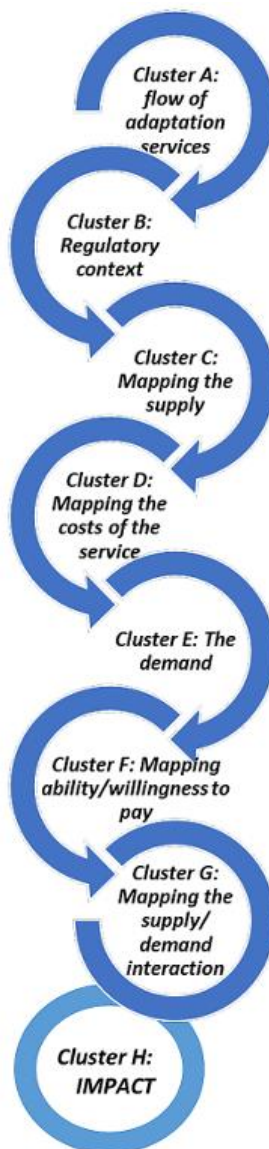 Cluster A:
flow of
adaptation
services
Cluster B:
Regulatory
context
Cluster C:
Mapping the
supply
Cluster D:
Mapping the
costs of the
service
Cluster E: The
demand
Cluster F: Mapping
ability/willingness to
pay
Cluster G:
Mapping the
supply/
demand
interaction
Cluster H:
IMPACT